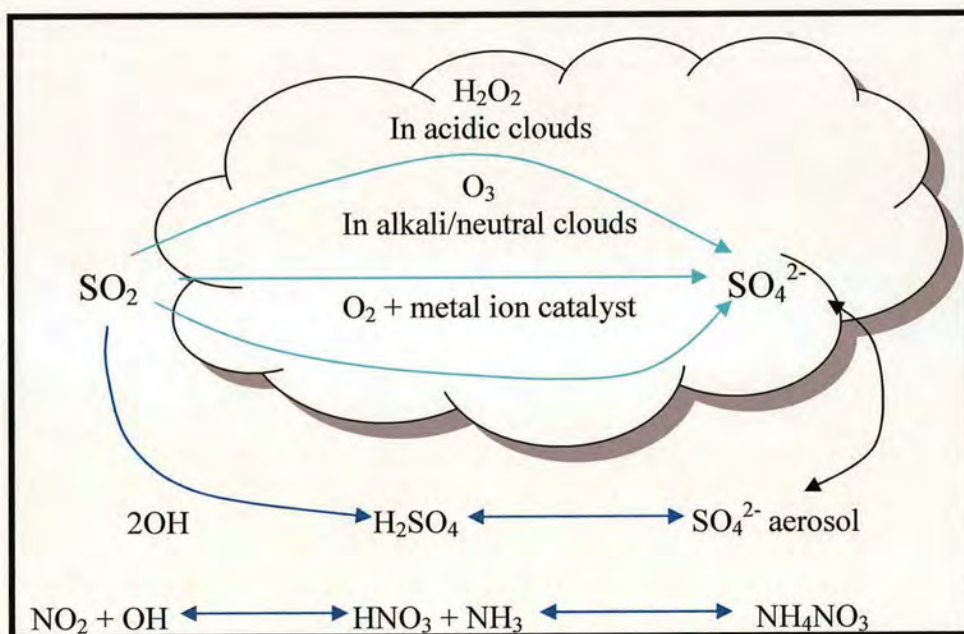 H₂O₂
In acidic clouds
O₃
In alkali/neutral clouds
SO₂
SO₄²⁻
O₂ + metal ion catalyst
2OH
H₂SO₄
SO₄²⁻ aerosol
NO₂ + OH
HNO₃ + NH₃
NH₄NO₃